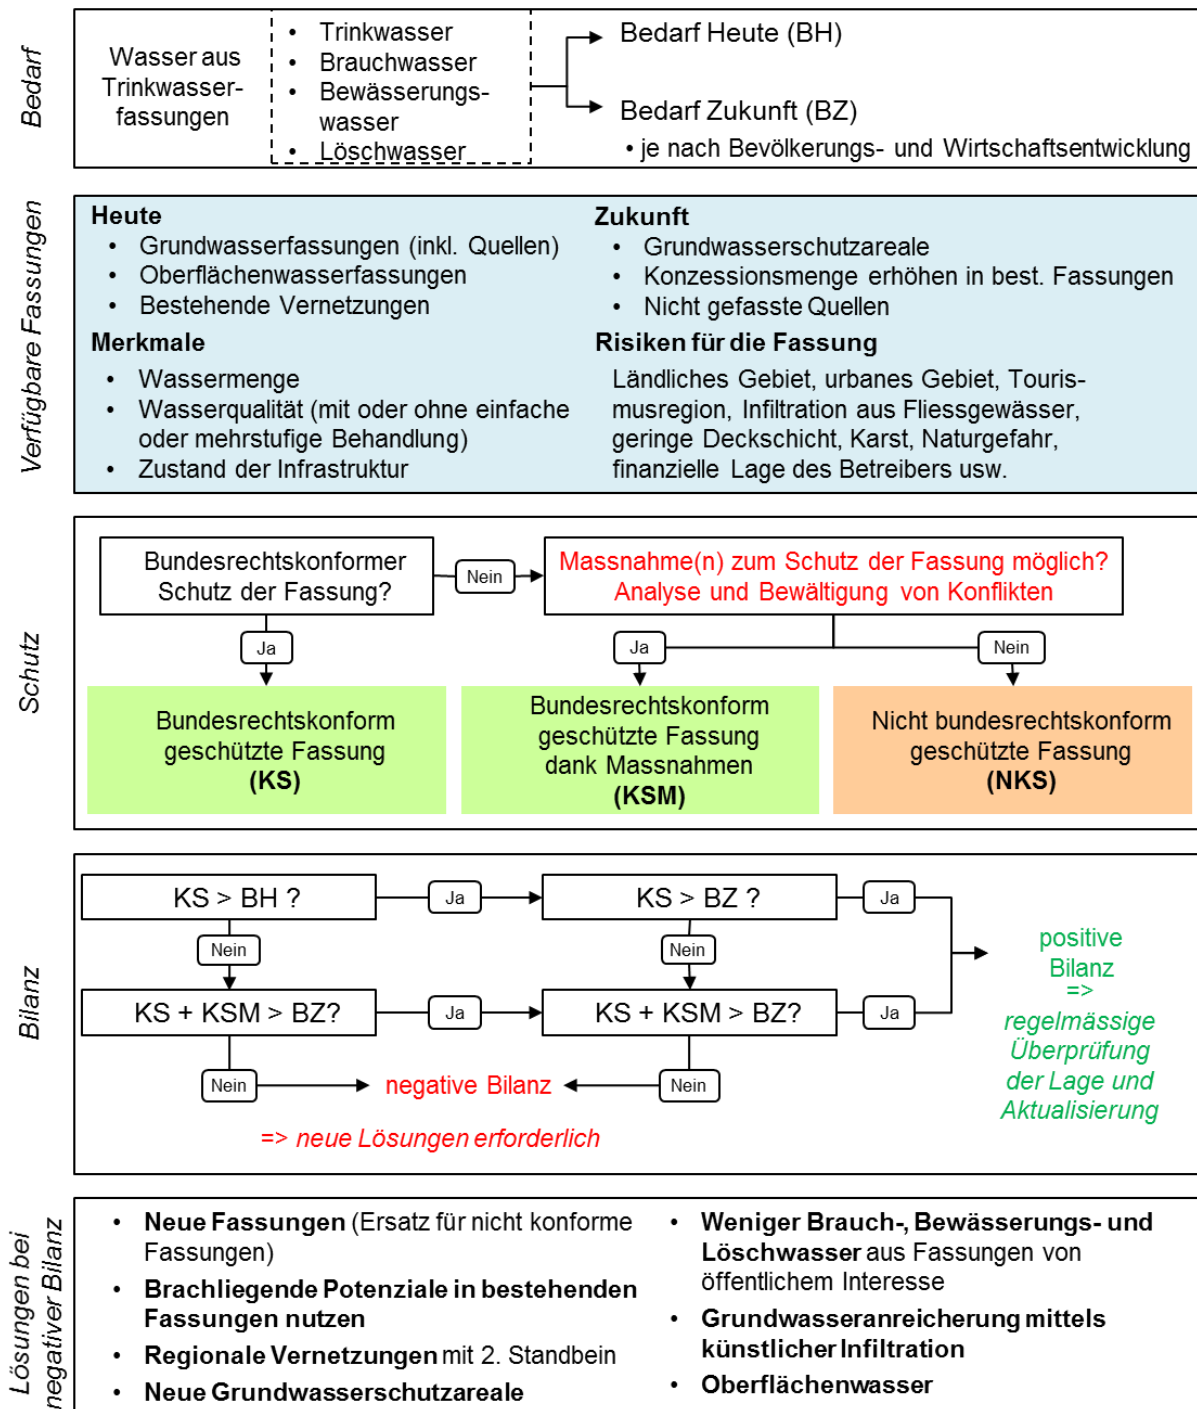 Bedarf
Wasser aus
Trinkwasser-
fassungen
• Trinkwasser
• Brauchwasser
• Bewässerungs-
wasser
• Löschwasser
Bedarf Heute (BH)
Bedarf Zukunft (BZ)
• je nach Bevölkerungs- und Wirtschaftsentwicklung
Verfügbare Fassungen
Heute
• Grundwasserfassungen (inkl. Quellen)
• Oberflächenwasserfassungen
• Bestehende Vernetzungen
Zukunft
• Grundwasserschutzareale
• Konzessionsmenge erhöhen in best. Fassungen
• Nicht gefasste Quellen
Merkmale
• Wassermenge
• Wasserqualität (mit oder ohne einfache
oder mehrstufige Behandlung)
• Zustand der Infrastruktur
Risiken für die Fassung
Ländliches Gebiet, urbanes Gebiet, Touris-
musregion, Infiltration aus Fliessgewässer,
geringe Deckschicht, Karst, Naturgefahr,
finanzielle Lage des Betreibers usw.
Schutz
Bundesrechtskonformer
Schutz der Fassung?
Nein
Massnahme(n) zum Schutz der Fassung möglich?
Analyse und Bewältigung von Konflikten
Ja
Ja
Nein
Bundesrechtskonform
geschützte Fassung
(KS)
Bundesrechtskonform
geschützte Fassung
dank Massnahmen
(KSM)
Nicht bundesrechtskonform
geschützte Fassung
(NKS)
Bilanz
KS > BH ?
Ja
KS > BZ ?
Ja
Nein
Nein
KS + KSM > BZ?
Ja
KS + KSM > BZ?
Ja
Nein
negative Bilanz
Nein
=> neue Lösungen erforderlich
positive
Bilanz
=>
regelmässige
Überprüfung
der Lage und
Aktualisierung
Lösungen bei
negativer Bilanz
• Neue Fassungen (Ersatz für nicht konforme
Fassungen)
• Brachliegende Potenziale in bestehenden
Fassungen nutzen
• Regionale Vernetzungen mit 2. Standbein
• Neue Grundwasserschutzareale
• Weniger Brauch-, Bewässerungs- und
Löschwasser aus Fassungen von
öffentlichem Interesse
• Grundwasseranreicherung mittels
künstlicher Infiltration
• Oberflächenwasser